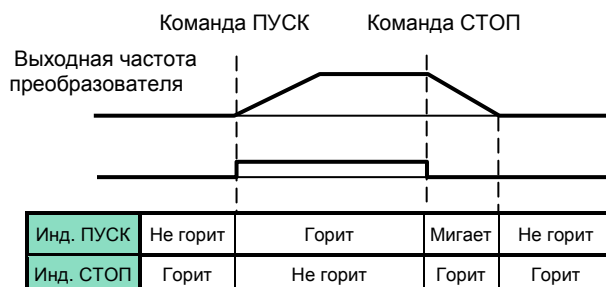 Команда ПУСК Команда СТОП
Выходная частота
преобразователя
Инд. ПУСК Не горит Горит Мигает Не горит
Инд. СТОП Горит Не горит Горит Горит